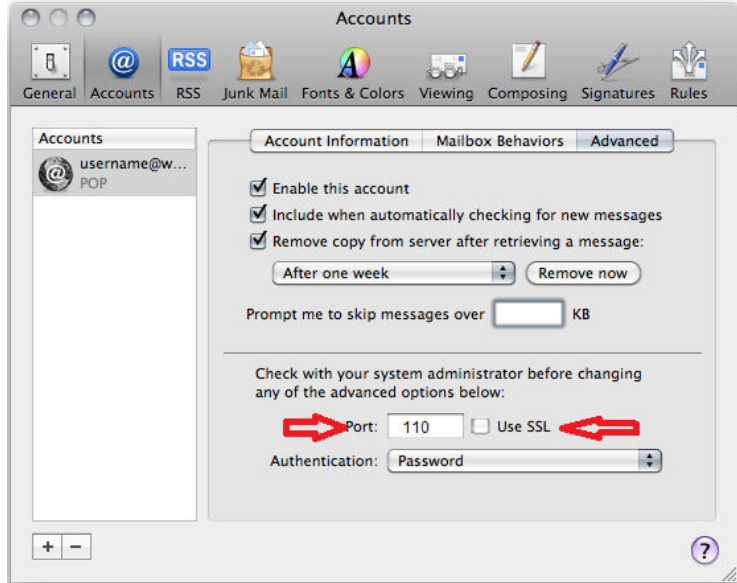 Accounts
RSS
General Accounts RSS Junk Mail Fonts & Colors Viewing Composing Signatures Rules
Accounts
username@w...
POP
Account Information Mailbox Behaviors Advanced
Enable this account
Include when automatically checking for new messages
Remove copy from server after retrieving a message:
After one week Remove now
Prompt me to skip messages over KB
Check with your system administrator before changing
any of the advanced options below:
Port: 110 Use SSL
Authentication: Password
+ − ?